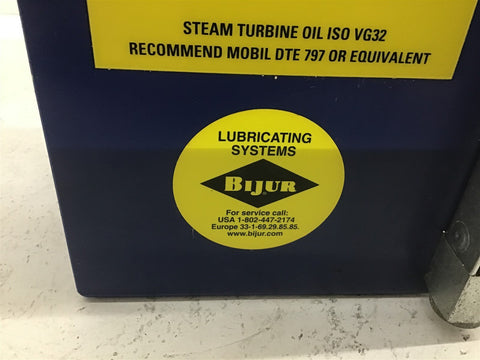 STEAM TURBINE OIL ISO VG32
RECOMMEND MOBIL DTE 797 OR EQUIVALENT
LUBRICATING
SYSTEMS
BIJUR
For service call:
USA 1-802-447-2174
Europe 33-1-69.29.85.85.
www.bijur.com